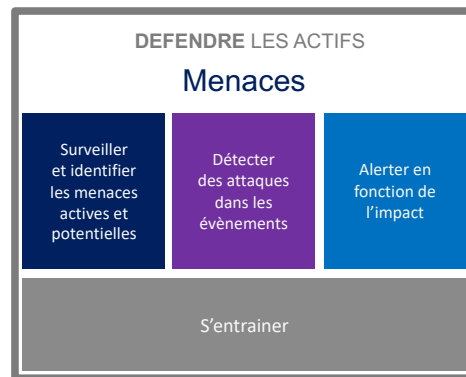 DEFENDRE LES ACTIFS
Menaces
Surveiller
et identifier
les menaces
actives et
potentielles
Détecter
des attaques
dans les
évènements
Alerter en
fonction de
l’impact
S’entrainer